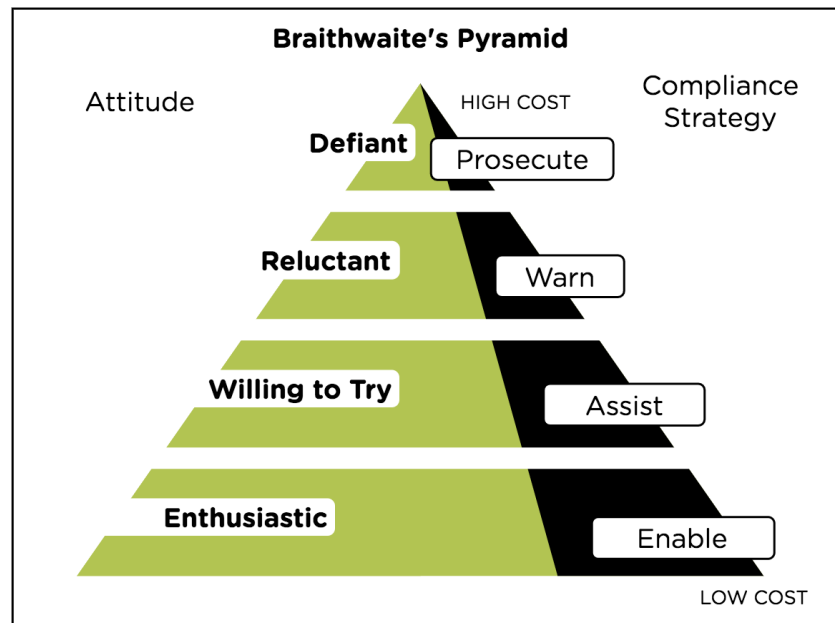 Braithwaite's Pyramid
Attitude
HIGH COST
Compliance
Strategy
Defiant
Prosecute
Reluctant
Warn
Willing to Try
Assist
Enthusiastic
Enable
LOW COST